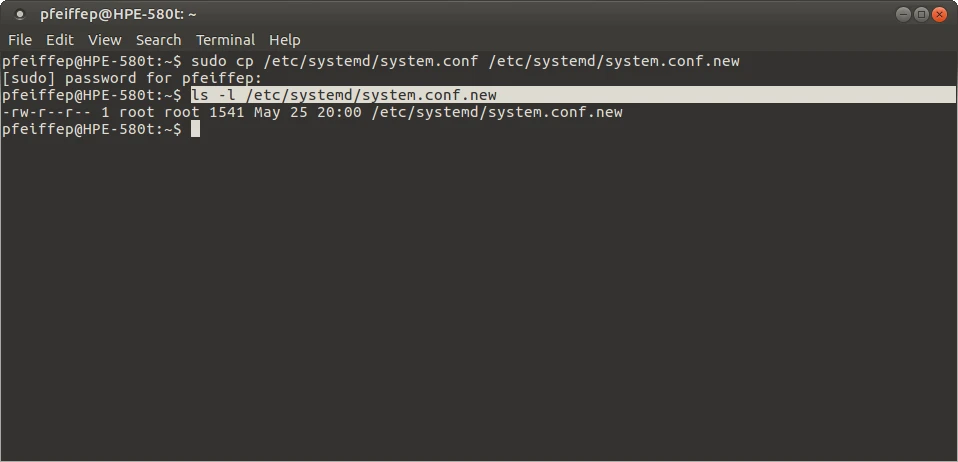 pfeiffep@HPE-580t: ~
File Edit View Search Terminal Help
pfeiffep@HPE-580t:~$ sudo cp /etc/systemd/system.conf /etc/systemd/system.conf.new
[sudo] password for pfeiffep:
pfeiffep@HPE-580t:~$ ls -l /etc/systemd/system.conf.new
-rw-r--r-- 1 root root 1541 May 25 20:00 /etc/systemd/system.conf.new
pfeiffep@HPE-580t:~$